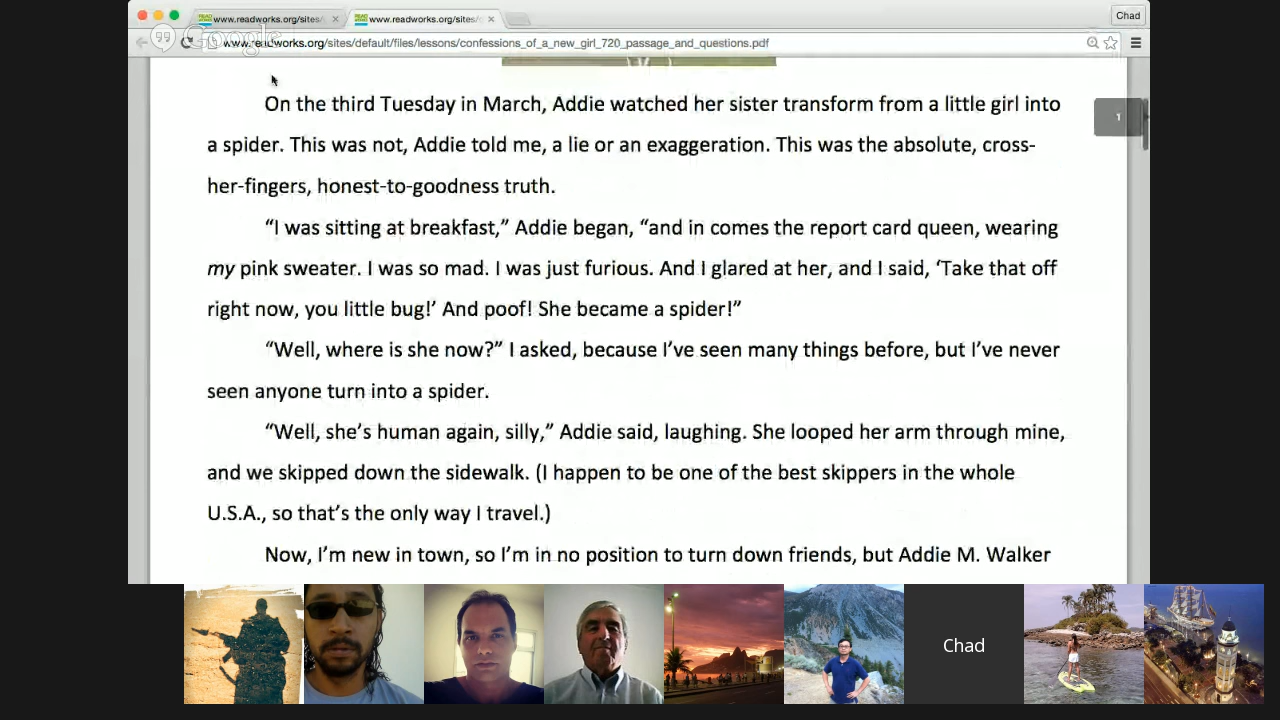 www.readworks.org/sites/
www.readworks.org/sites/
Chad
Google
www.readworks.org/sites/default/files/lessons/confessions_of_a_new_girl_720_passage_and_questions.pdf
On the third Tuesday in March, Addie watched her sister transform from a little girl into
1
a spider. This was not, Addie told me, a lie or an exaggeration. This was the absolute, cross-
her-fingers, honest-to-goodness truth.
“I was sitting at breakfast,” Addie began, “and in comes the report card queen, wearing
my pink sweater. I was so mad. I was just furious. And I glared at her, and I said, ‘Take that off
right now, you little bug!’ And poof! She became a spider!”
“Well, where is she now?” I asked, because I’ve seen many things before, but I’ve never
seen anyone turn into a spider.
“Well, she’s human again, silly,” Addie said, laughing. She looped her arm through mine,
and we skipped down the sidewalk. (I happen to be one of the best skippers in the whole
U.S.A., so that’s the only way I travel.)
Now, I’m new in town, so I’m in no position to turn down friends, but Addie M. Walker
Chad